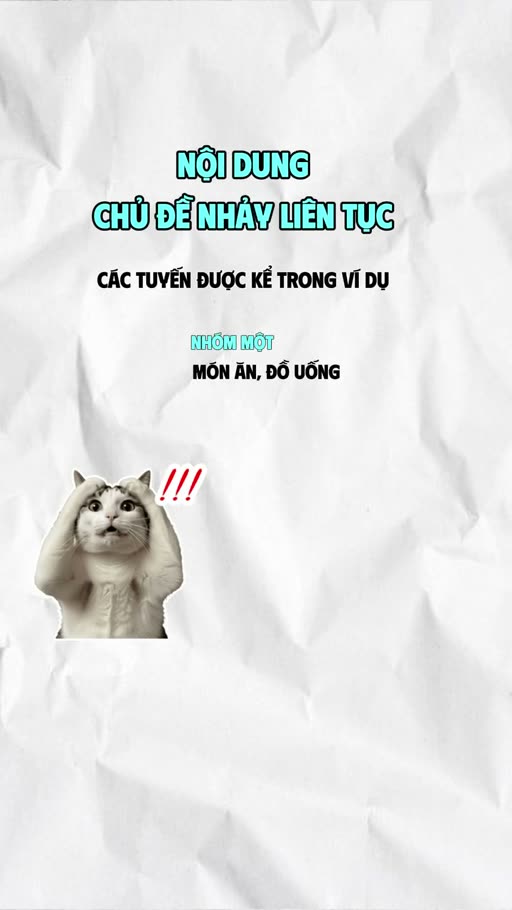 NỘI DUNG
CHỦ ĐỀ NHẢY LIÊN TỤC
CÁC TUYẾN ĐƯỢC KỂ TRONG VÍ DỤ
NHÓM MỘT
MÓN ĂN, ĐỒ UỐNG
!!!